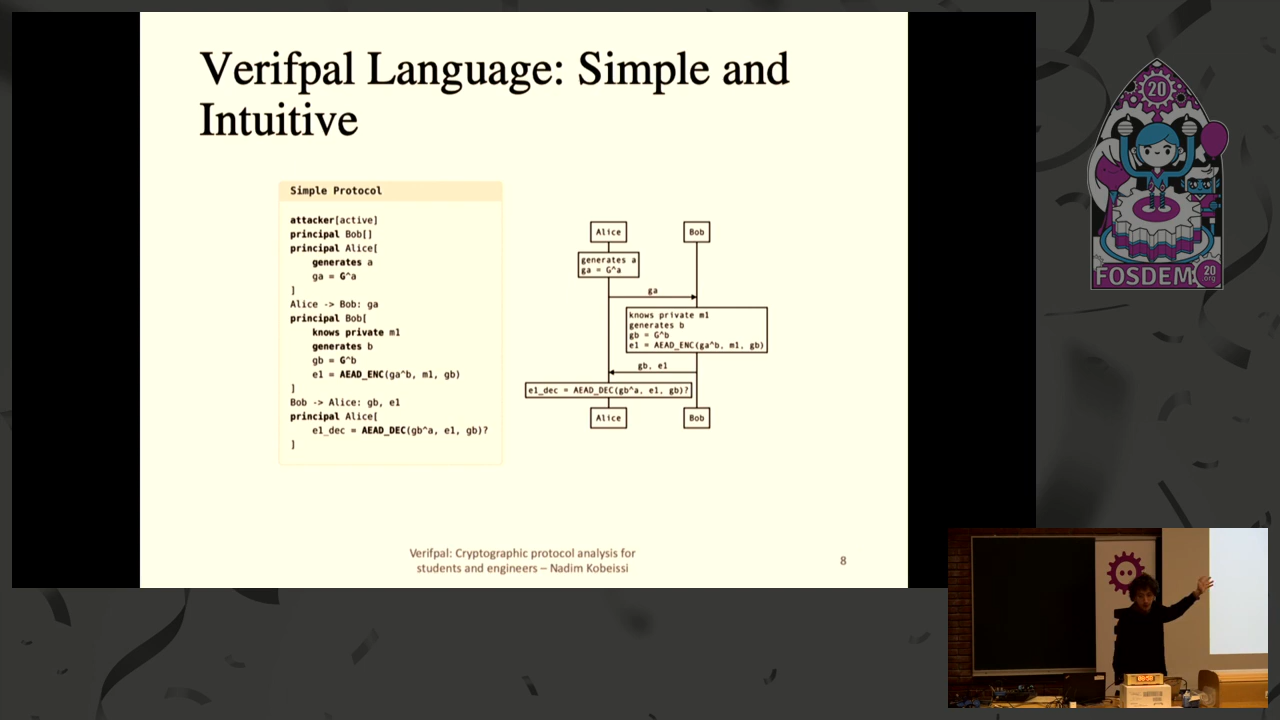 Verifpal Language: Simple and
Intuitive
Simple Protocol
attacker[active]
principal Bob[]
principal Alice[
generates a
ga = G^a
]
Alice -> Bob: ga
principal Bob[
knows private m1
generates b
gb = G^b
e1 = AEAD_ENC(ga^b, m1, gb)
]
Bob -> Alice: gb, e1
principal Alice[
e1_dec = AEAD_DEC(gb^a, e1, gb)?
]
Alice
Bob
generates a
ga = G^a
ga
knows private m1
generates b
gb = G^b
e1 = AEAD_ENC(ga^b, m1, gb)
gb, e1
e1_dec = AEAD_DEC(gb^a, e1, gb)?
Alice
Bob
Verifpal: Cryptographic protocol analysis for
students and engineers – Nadim Kobeissi
8
20
FOSDEM
20
.org